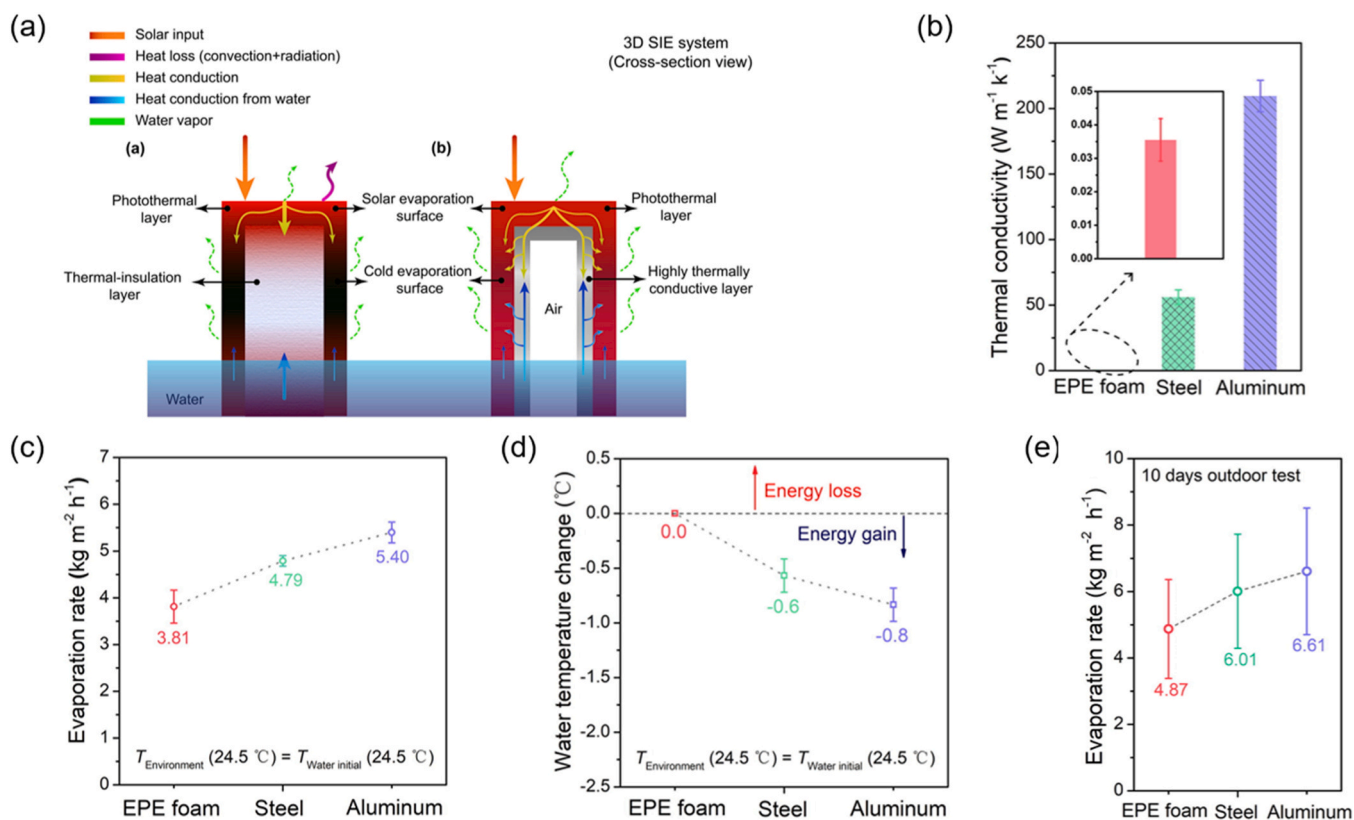 (a)
Solar input
Heat loss (convection+radiation)
Heat conduction
Heat conduction from water
Water vapor
3D SIE system
(Cross-section view)
(a)
(b)
Photothermal
layer
Solar evaporation
surface
Photothermal
layer
Thermal-insulation
layer
Cold evaporation
surface
Highly thermally
conductive layer
Air
Water
(b)
Thermal conductivity (W m⁻¹ k⁻¹)
250
200
150
100
50
0
0.05
0.04
0.03
0.02
0.01
0.00
EPE foam
Steel
Aluminum
(c)
Evaporation rate (kg m⁻² h⁻¹)
7
6
5
4
3
2
1
0
3.81
4.79
5.40
T Environment (24.5 ℃) = T Water initial (24.5 ℃)
EPE foam
Steel
Aluminum
(d)
Water temperature change (℃)
0.5
0.0
-0.5
-1.0
-1.5
-2.0
-2.5
Energy loss
Energy gain
0.0
-0.6
-0.8
T Environment (24.5 ℃) = T Water initial (24.5 ℃)
EPE foam
Steel
Aluminum
(e)
Evaporation rate (kg m⁻² h⁻¹)
10
8
6
4
2
0
10 days outdoor test
4.87
6.01
6.61
EPE foam
Steel
Aluminum